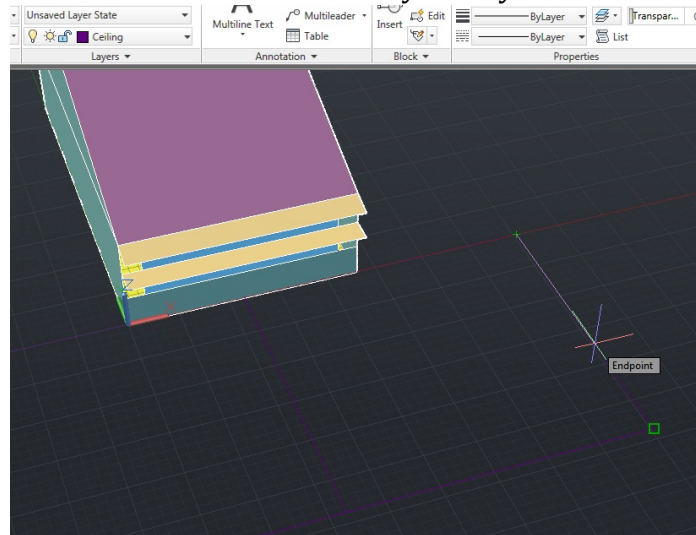 Unsaved Layer State
Ceiling
Layers
Multiline Text
Multileader
Table
Annotation
Insert
Edit
Block
ByLayer
ByLayer
Transpar...
List
Properties
Endpoint